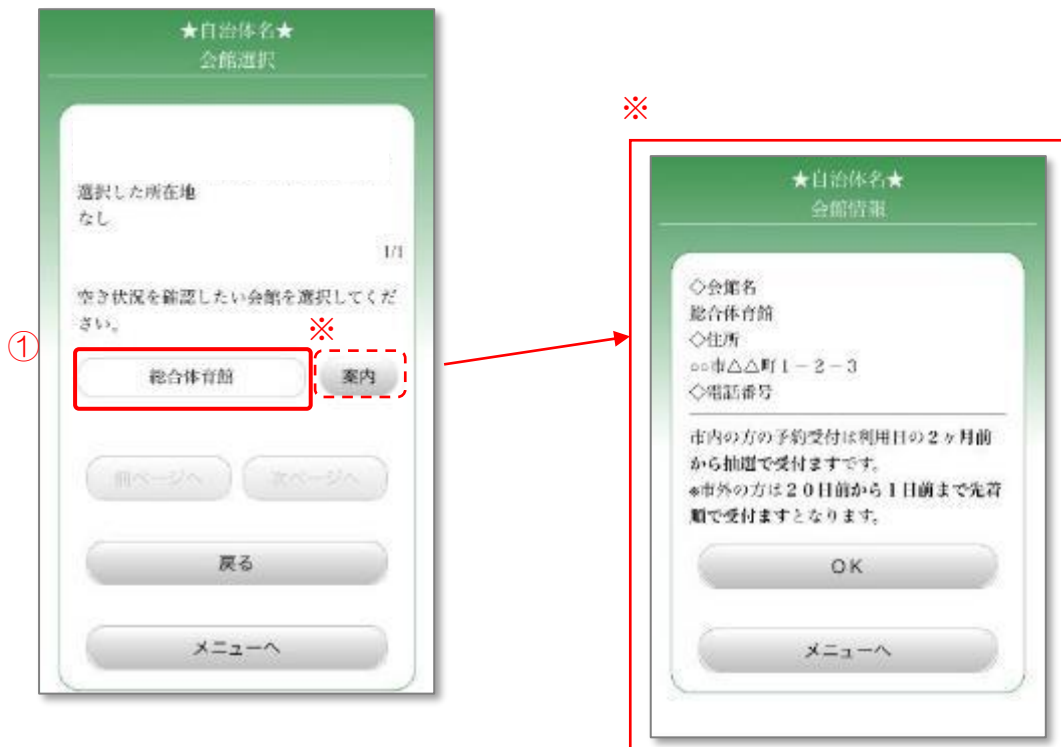 ★自治体名★
会館選択
選択した所在地
なし
1/1
空き状況を確認したい会館を選択してくだ
さい。
①
※
総合体育館
案内
前ページへ
次ページへ
戻る
メニューへ
※
★自治体名★
会館情報
◇会館名
総合体育館
◇住所
○○市△△町1-2-3
◇電話番号
市内の方の予約受付は利用日の2ヶ月前
から抽選で受付ますです。
※市外の方は20日前から1日前まで先着
順で受付ますとなります。
OK
メニューへ